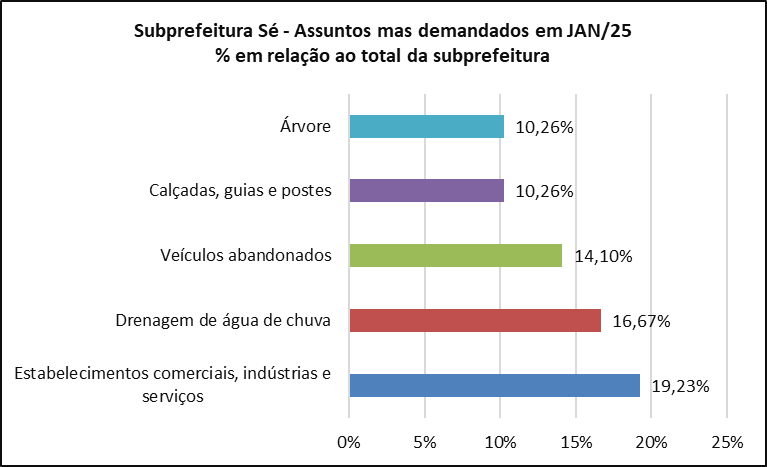 Subprefeitura Sé - Assuntos mas demandados em JAN/25
% em relação ao total da subprefeitura
Árvore
10,26%
Calçadas, guias e postes
10,26%
Veículos abandonados
14,10%
Drenagem de água de chuva
16,67%
Estabelecimentos comerciais, indústrias e
serviços
19,23%
0% 5% 10% 15% 20% 25%